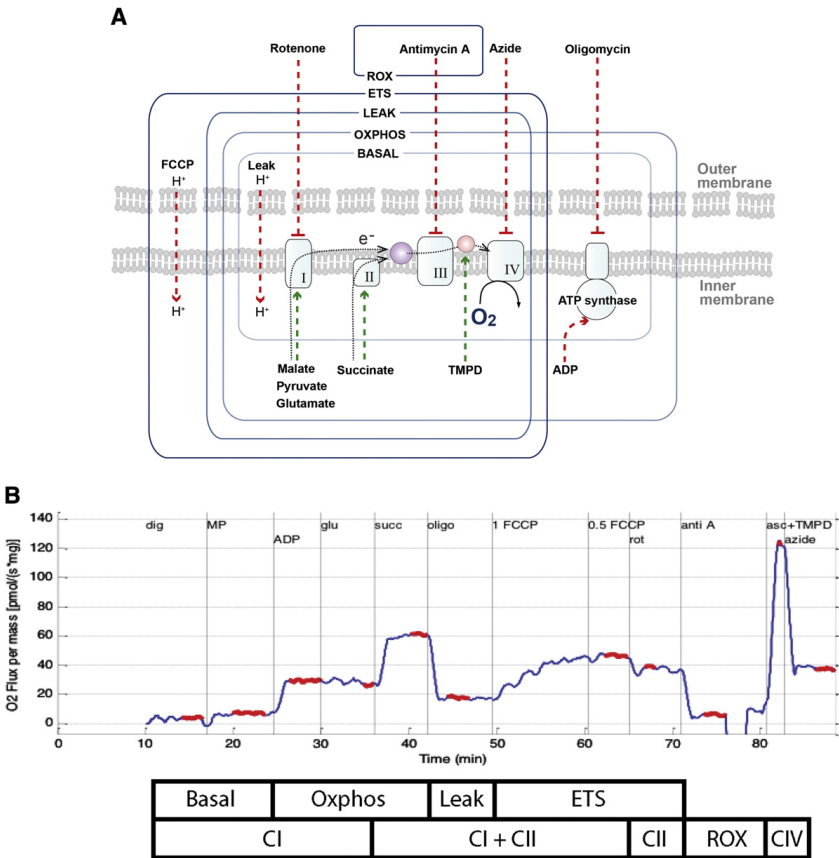 A
Rotenone
Antimycin A
Azide
Oligomycin
ROX
ETS
LEAK
OXPHOS
BASAL
FCCP
H+
Leak
H+
Outer
membrane
e-
I
II
III
IV
Inner
membrane
O2
ATP synthase
H+
H+
Malate
Pyruvate
Glutamate
Succinate
TMPD
ADP
B
O2 Flux per mass [pmol/(s*mg)]
140
120
100
80
60
40
20
0
dig
MP
ADP
glu
succ
oligo
1 FCCP
0.5 FCCP
rot
anti A
asc+TMPD
azide
0
10
20
30
40
50
60
70
80
Time (min)
Basal
Oxphos
Leak
ETS
CI
CI + CII
CII
ROX
CIV